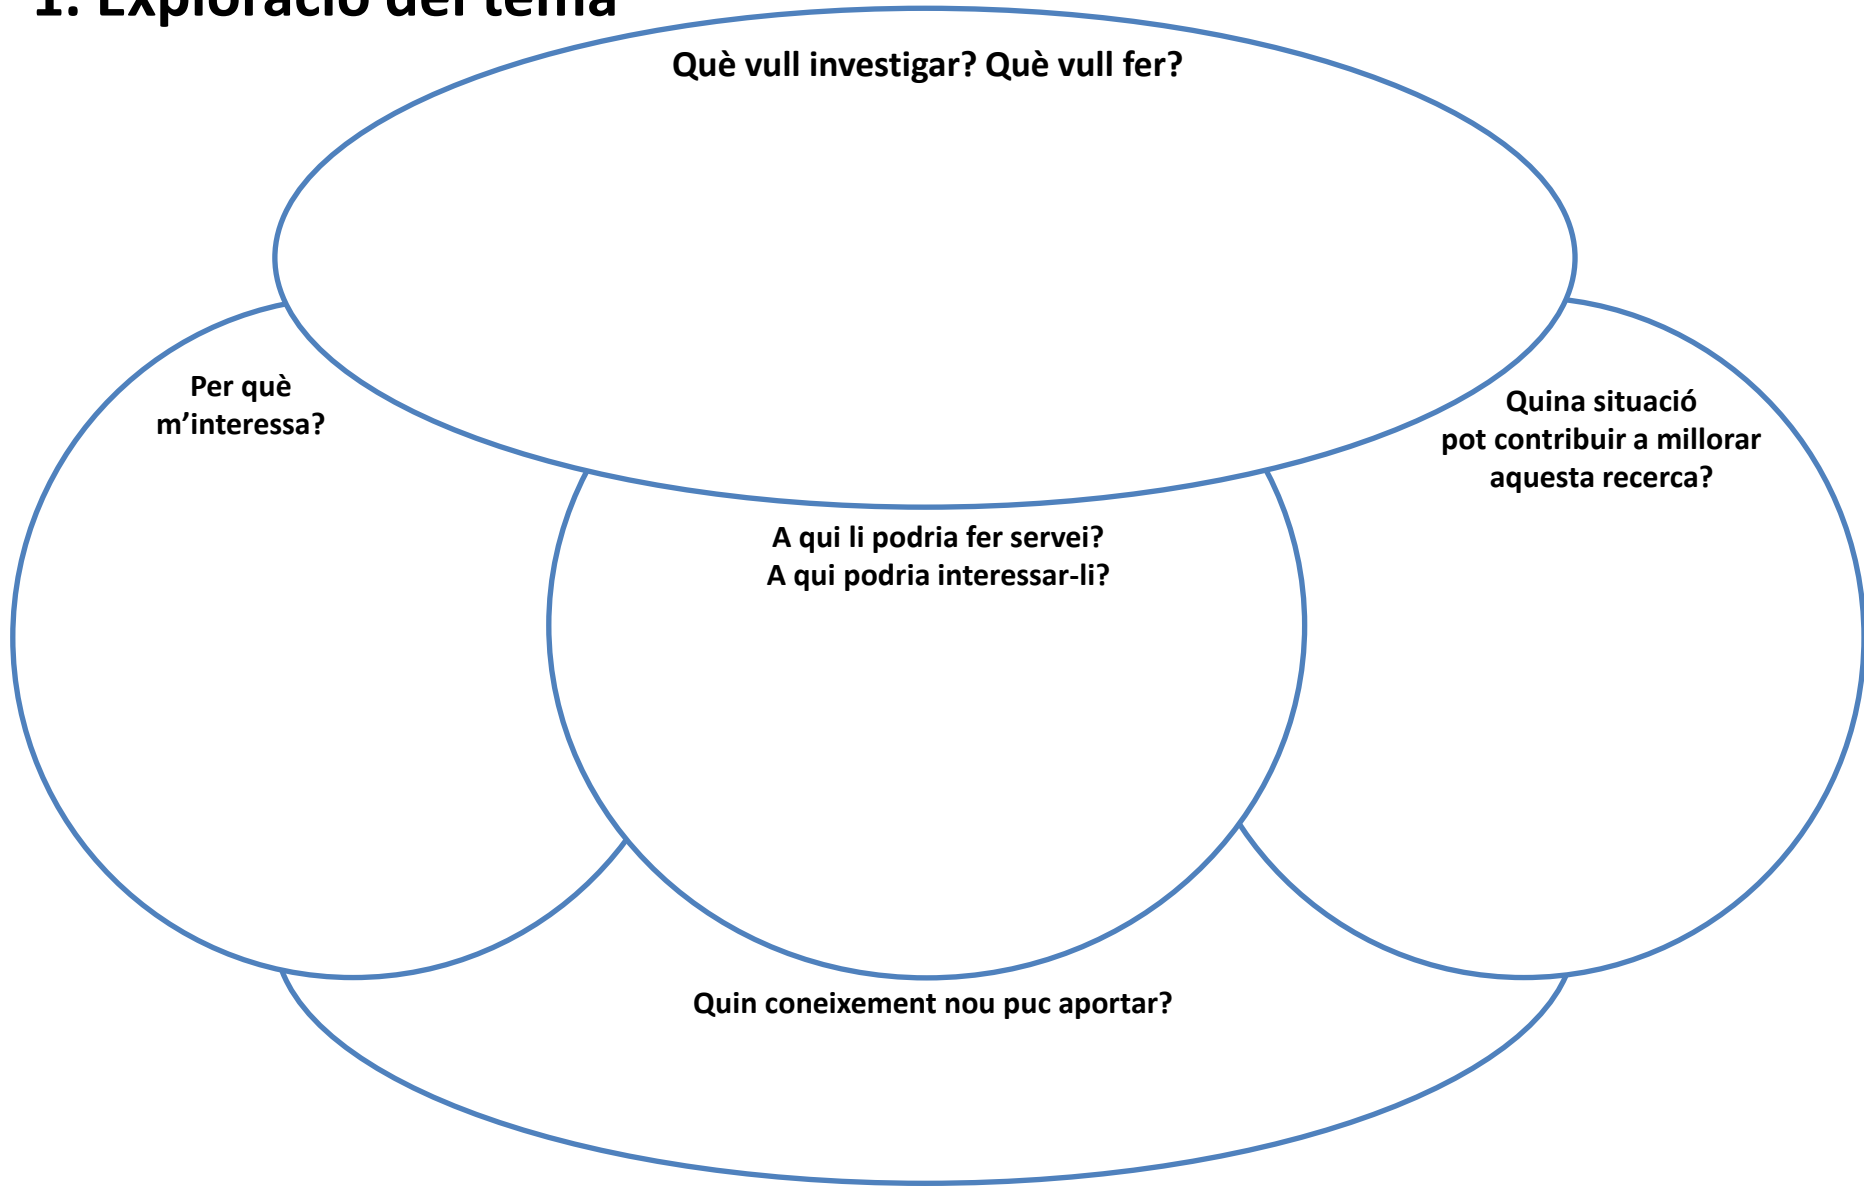 1. Exploració del tema
Què vull investigar? Què vull fer?
Per què
m’interessa?
Quina situació
pot contribuir a millorar
aquesta recerca?
A qui li podria fer servei?
A qui podria interessar-li?
Quin coneixement nou puc aportar?